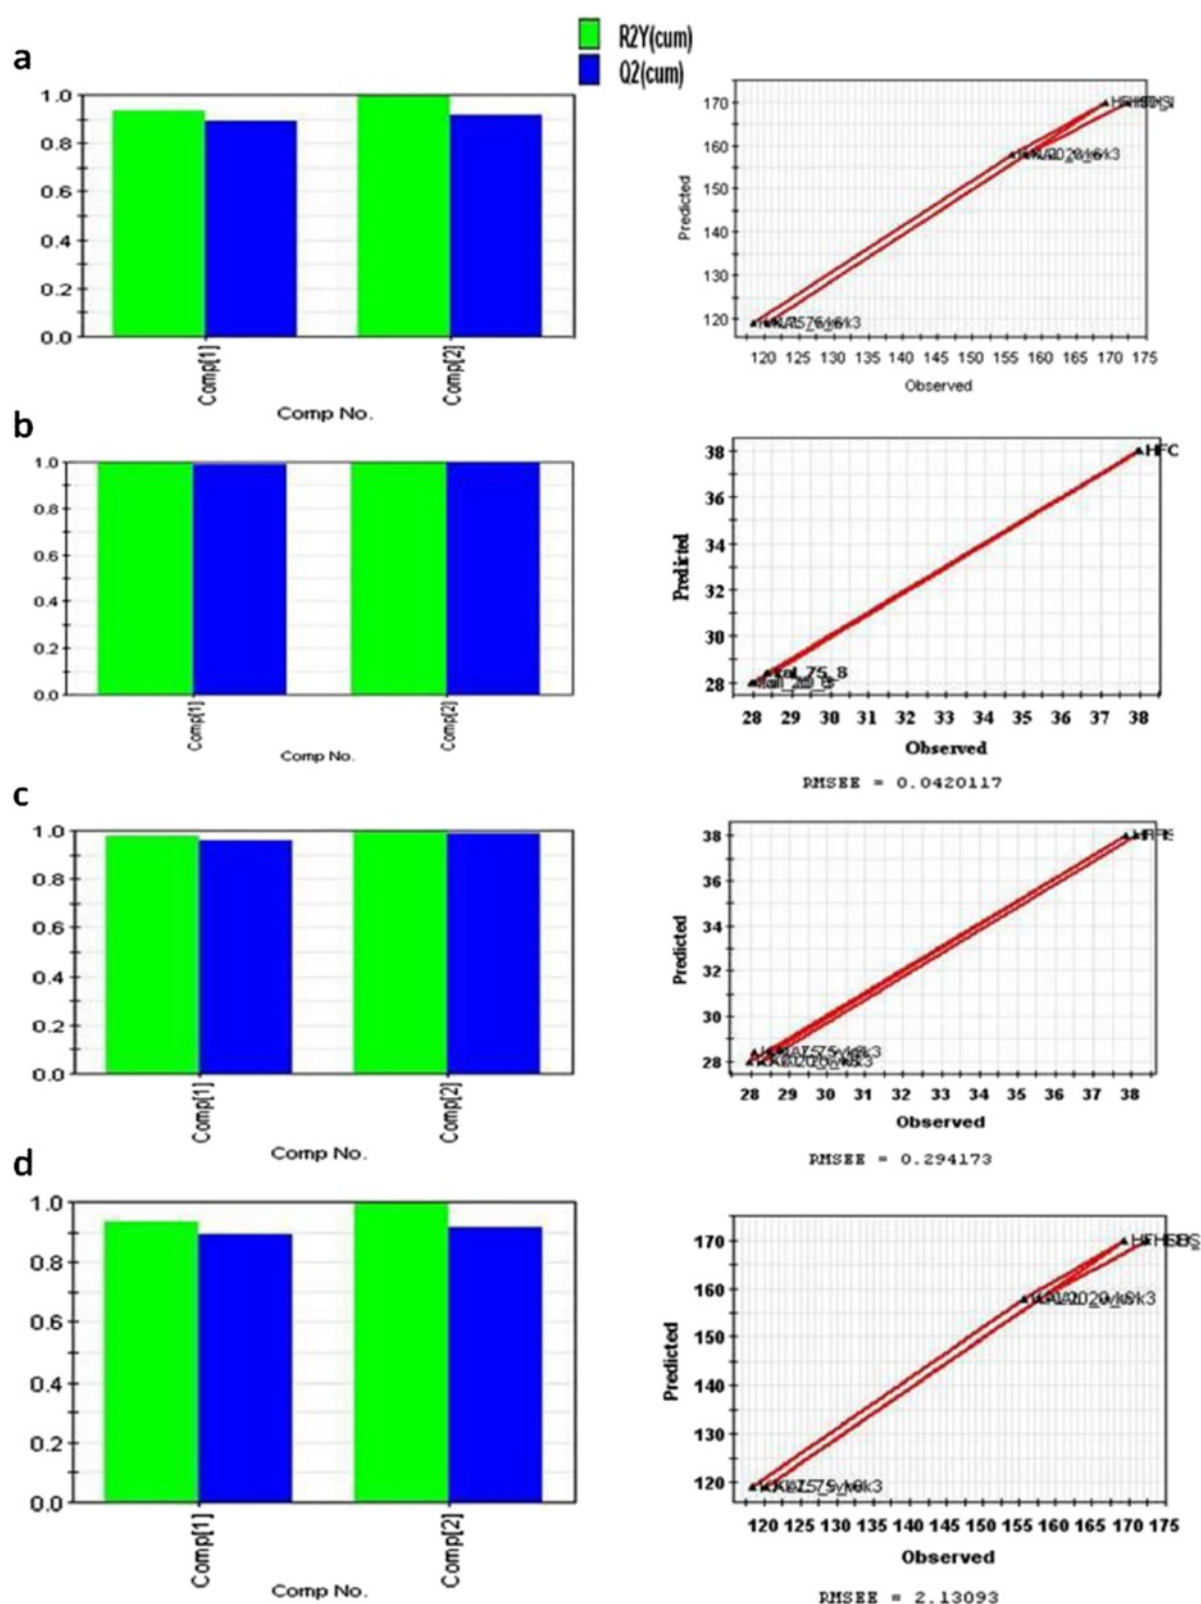 R2Y(cum)
Q2(cum)
a
1.0
0.8
0.6
0.4
0.2
0.0
Comp[1]
Comp[2]
Comp No.
170
160
150
140
130
120
Predicted
120 125 130 135 140 145 150 155 160 165 170 175
Observed
b
1.0
0.8
0.6
0.4
0.2
0.0
Comp[1]
Comp[2]
Comp No.
38
36
34
32
30
28
Predicted
HFC
28 29 30 31 32 33 34 35 36 37 38
Observed
RMSEE = 0.0420117
c
1.0
0.8
0.6
0.4
0.2
0.0
Comp[1]
Comp[2]
Comp No.
38
36
34
32
30
28
Predicted
28 29 30 31 32 33 34 35 36 37 38
Observed
RMSEE = 0.294173
d
1.0
0.8
0.6
0.4
0.2
0.0
Comp[1]
Comp[2]
Comp No.
170
160
150
140
130
120
Predicted
120 125 130 135 140 145 150 155 160 165 170 175
Observed
RMSEE = 2.13093